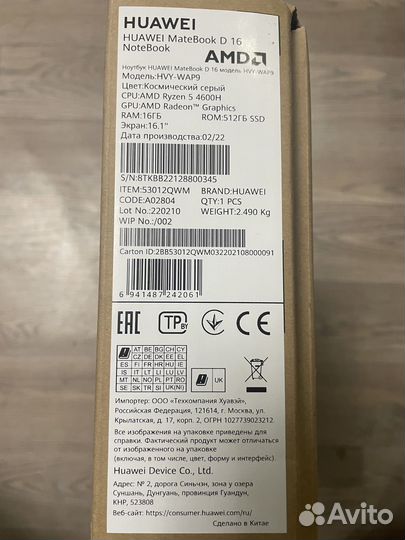 HUAWEI
HUAWEI MateBook D 16
NoteBook
AMD
Ноутбук HUAWEI MateBook D 16 модель HVY-WAP9
Модель:HVY-WAP9
Цвет:Космический серый
CPU:AMD Ryzen 5 4600H
GPU:AMD Radeon™ Graphics
RAM:16ГБ ROM:512ГБ SSD
Экран:16.1"
Дата производства:02/22
S/N:8TKBB22128800345
ITEM:53012QWM BRAND:HUAWEI
CODE:A02804 QTY:1 PCS
Lot No.:220210 WEIGHT:2.490 Kg
WIP No.:/002
Carton ID:2BB53012QWM032202108000091
6 941487 242061
EAC TP BY CE
AT BE BG CH CY
CZ DE DK EE EL
ES FI FR HR HU IE
IS IT LI LT LU LV
MT NL NO PL PT RO
SE SK TR SI UK(NI)
UK
Импортер: ООО «Техкомпания Хуавэй»,
Российская Федерация, 121614, г. Москва, ул.
Крылатская, д. 17, корп. 2, ОГРН 1027739023212
Все изображения на упаковке приведены для
справки. Фактический продукт может отличаться
от изображенного на упаковке
(включая, в том числе, цвет, форму и интерфейс).
Huawei Device Co., Ltd.
Адрес: № 2, дорога Синьчэн, зона у озера
Суншань, Дунгуань, провинция Гуандун,
КНР, 523808
Веб-сайт: https://consumer.huawei.com/ru/
Сделано в Китае
Avito